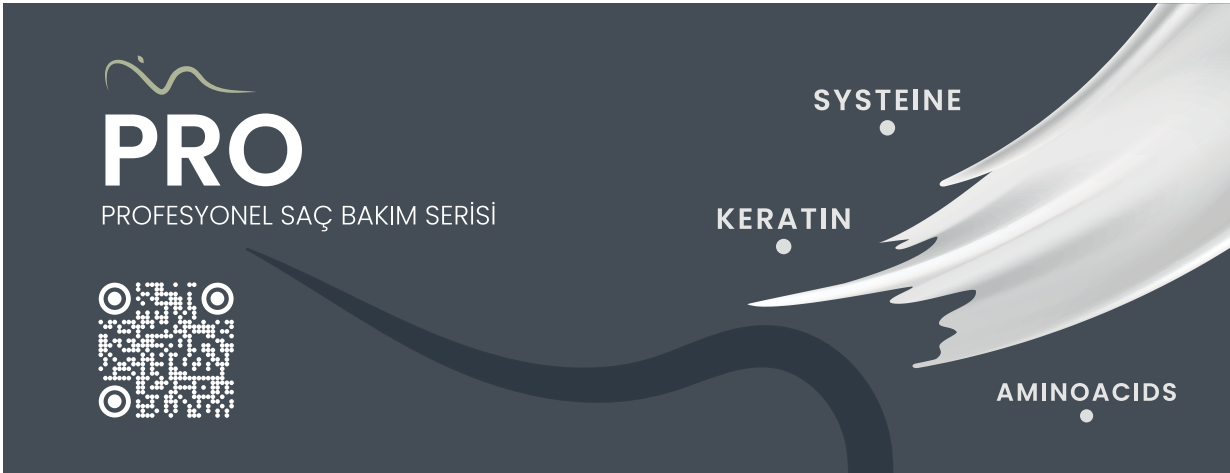 PRO
PROFESYONEL SAÇ BAKIM SERİSİ
SYSTEINE
KERATIN
AMINOACIDS